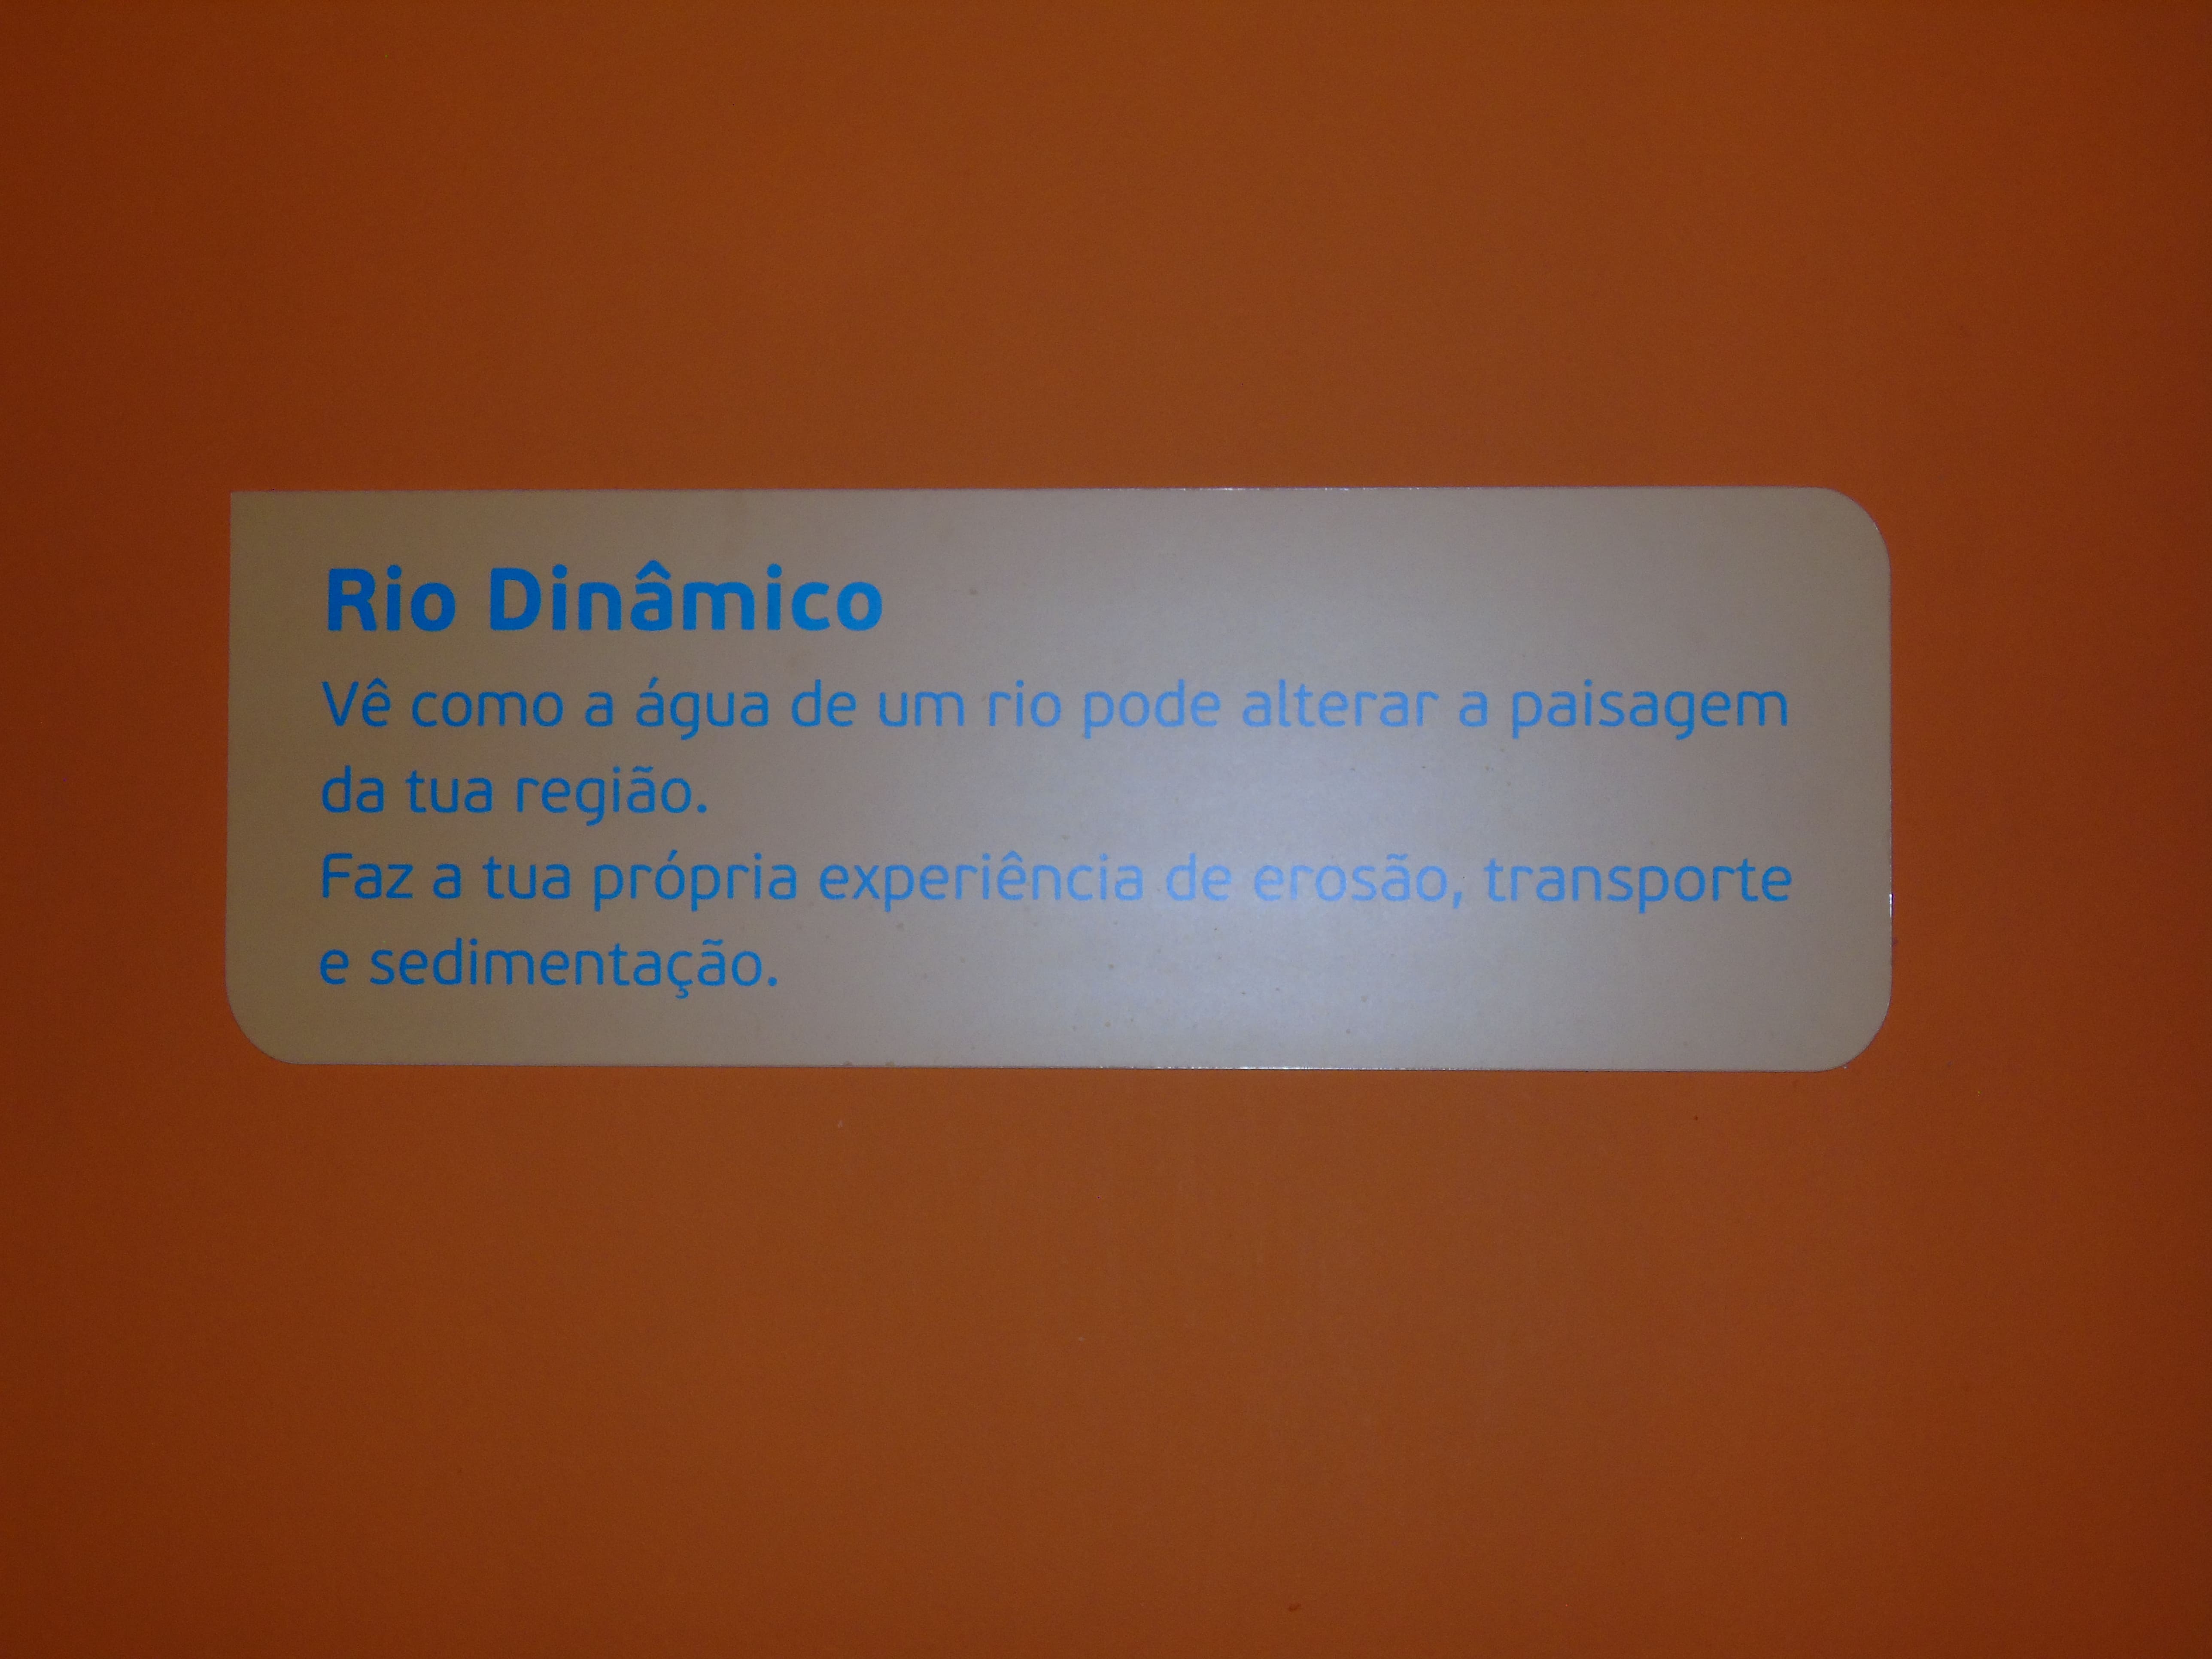 Rio Dinâmico
Vê como a água de um rio pode alterar a paisagem
da tua região.
Faz a tua própria experiência de erosão, transporte
e sedimentação.